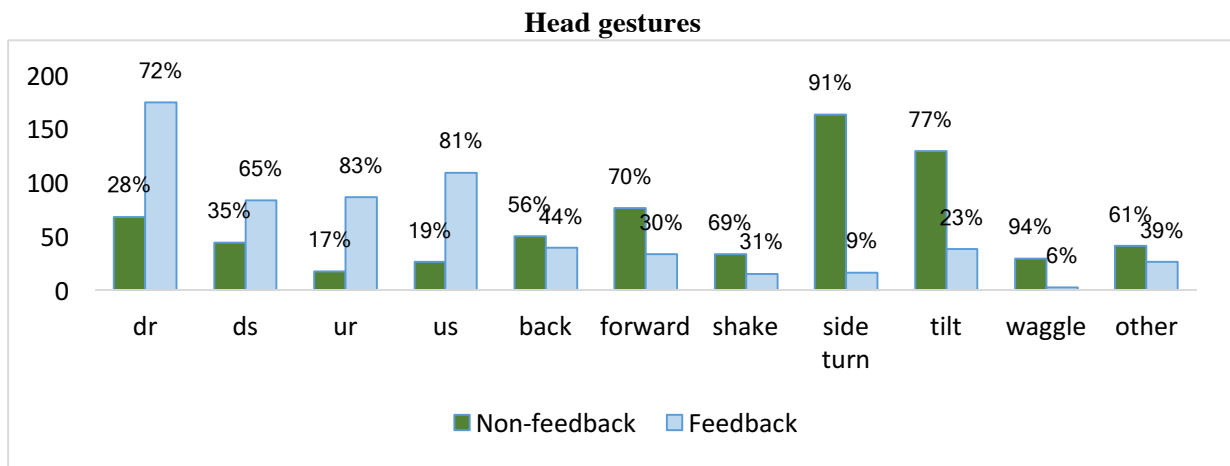 Head gestures
200
150
100
50
0
28% 72% 35% 65% 17% 83% 19% 81% 56% 44% 70% 30% 69% 31% 91% 9% 77% 23% 94% 6% 61% 39%
dr ds ur us back forward shake side turn tilt waggle other
Non-feedback Feedback